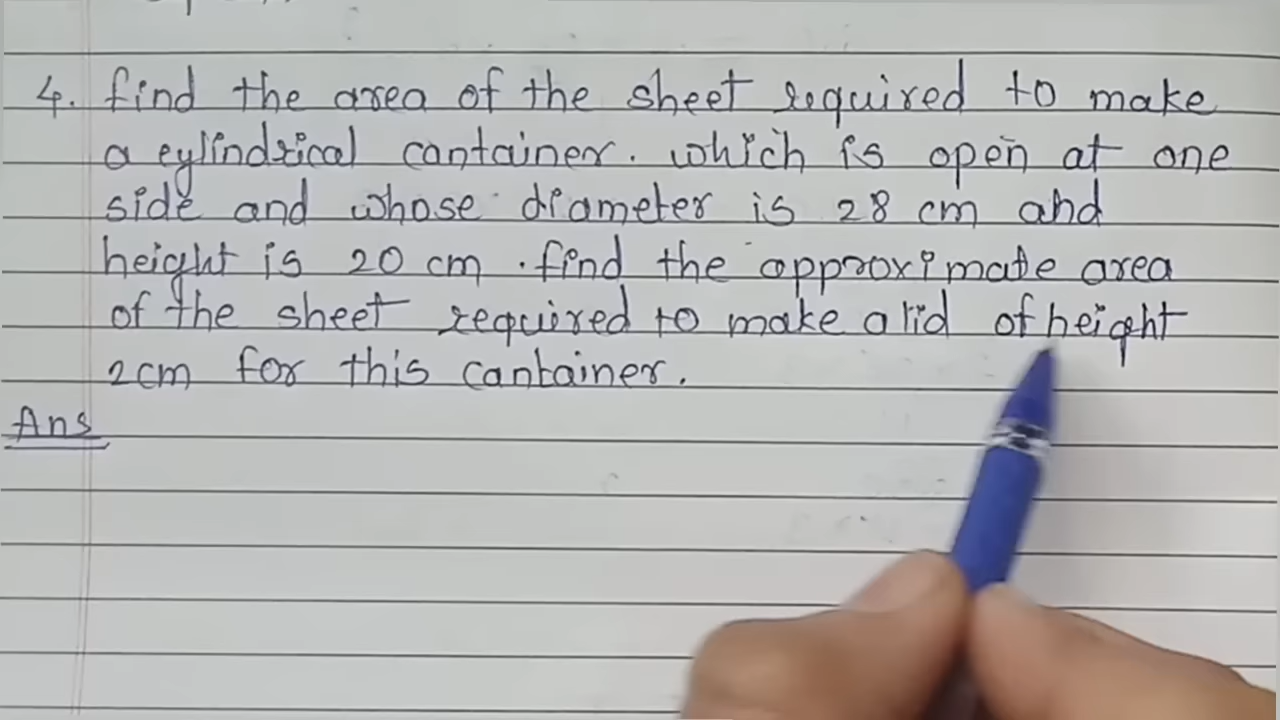 4. find the area of the sheet required to make
a cylindrical cantainer. which is open at one
side and whose diameter is 28 cm and
height is 20 cm . find the approximate area
of the sheet required to make a lid of height
2cm for this cantainer.
Ans